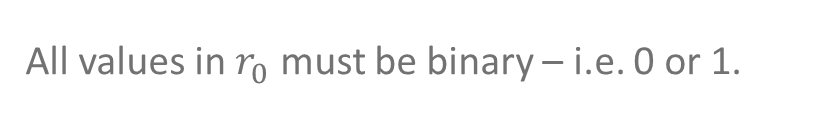 All values in r₀ must be binary – i.e. 0 or 1.